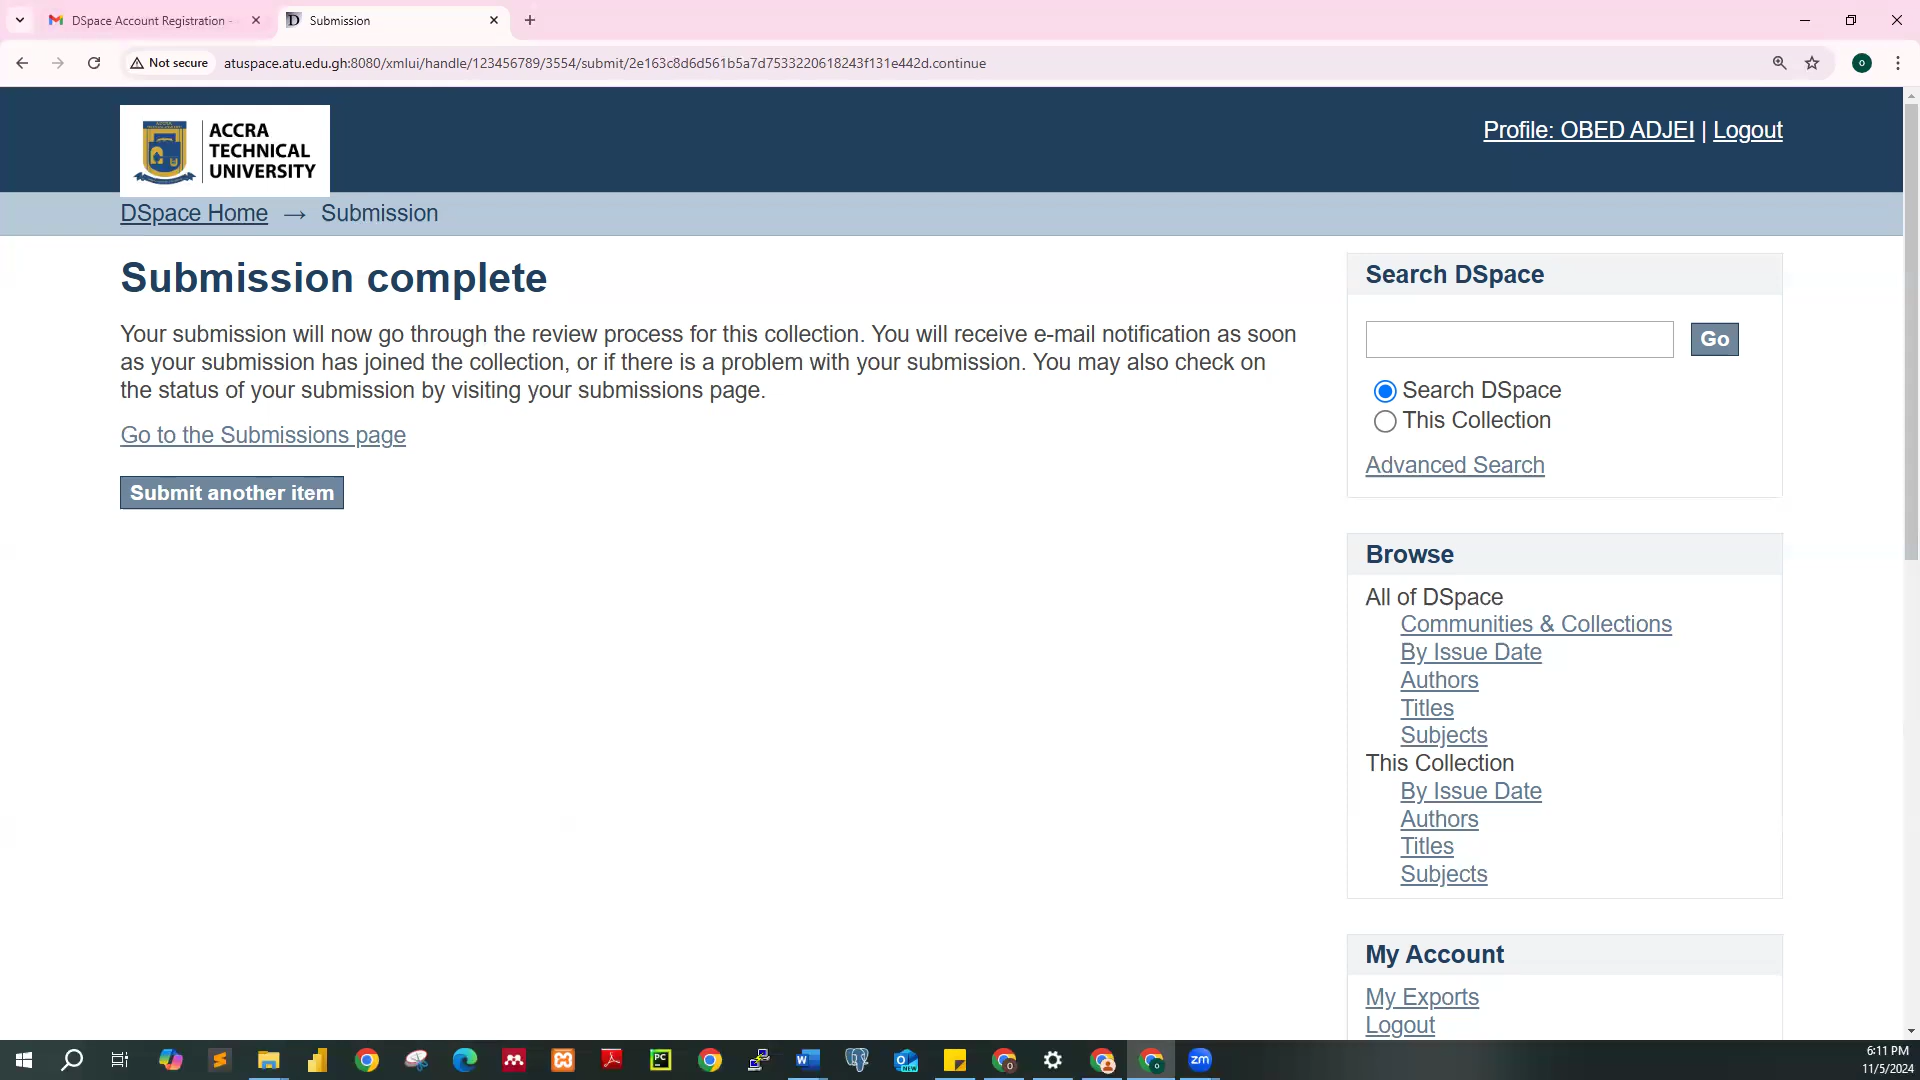 DSpace Account Registration -
Submission
Not secure
atuspace.atu.edu.gh:8080/xmlui/handle/123456789/3554/submit/2e163c8d6d561b5a7d7533220618243f131e442d.continue
ACCRA
TECHNICAL
UNIVERSITY
Profile: OBED ADJEI | Logout
DSpace Home → Submission
Submission complete
Your submission will now go through the review process for this collection. You will receive e-mail notification as soon
as your submission has joined the collection, or if there is a problem with your submission. You may also check on
the status of your submission by visiting your submissions page.
Go to the Submissions page
Submit another item
Search DSpace
Go
Search DSpace
This Collection
Advanced Search
Browse
All of DSpace
Communities & Collections
By Issue Date
Authors
Titles
Subjects
This Collection
By Issue Date
Authors
Titles
Subjects
My Account
My Exports
Logout
6:11 PM
11/5/2024